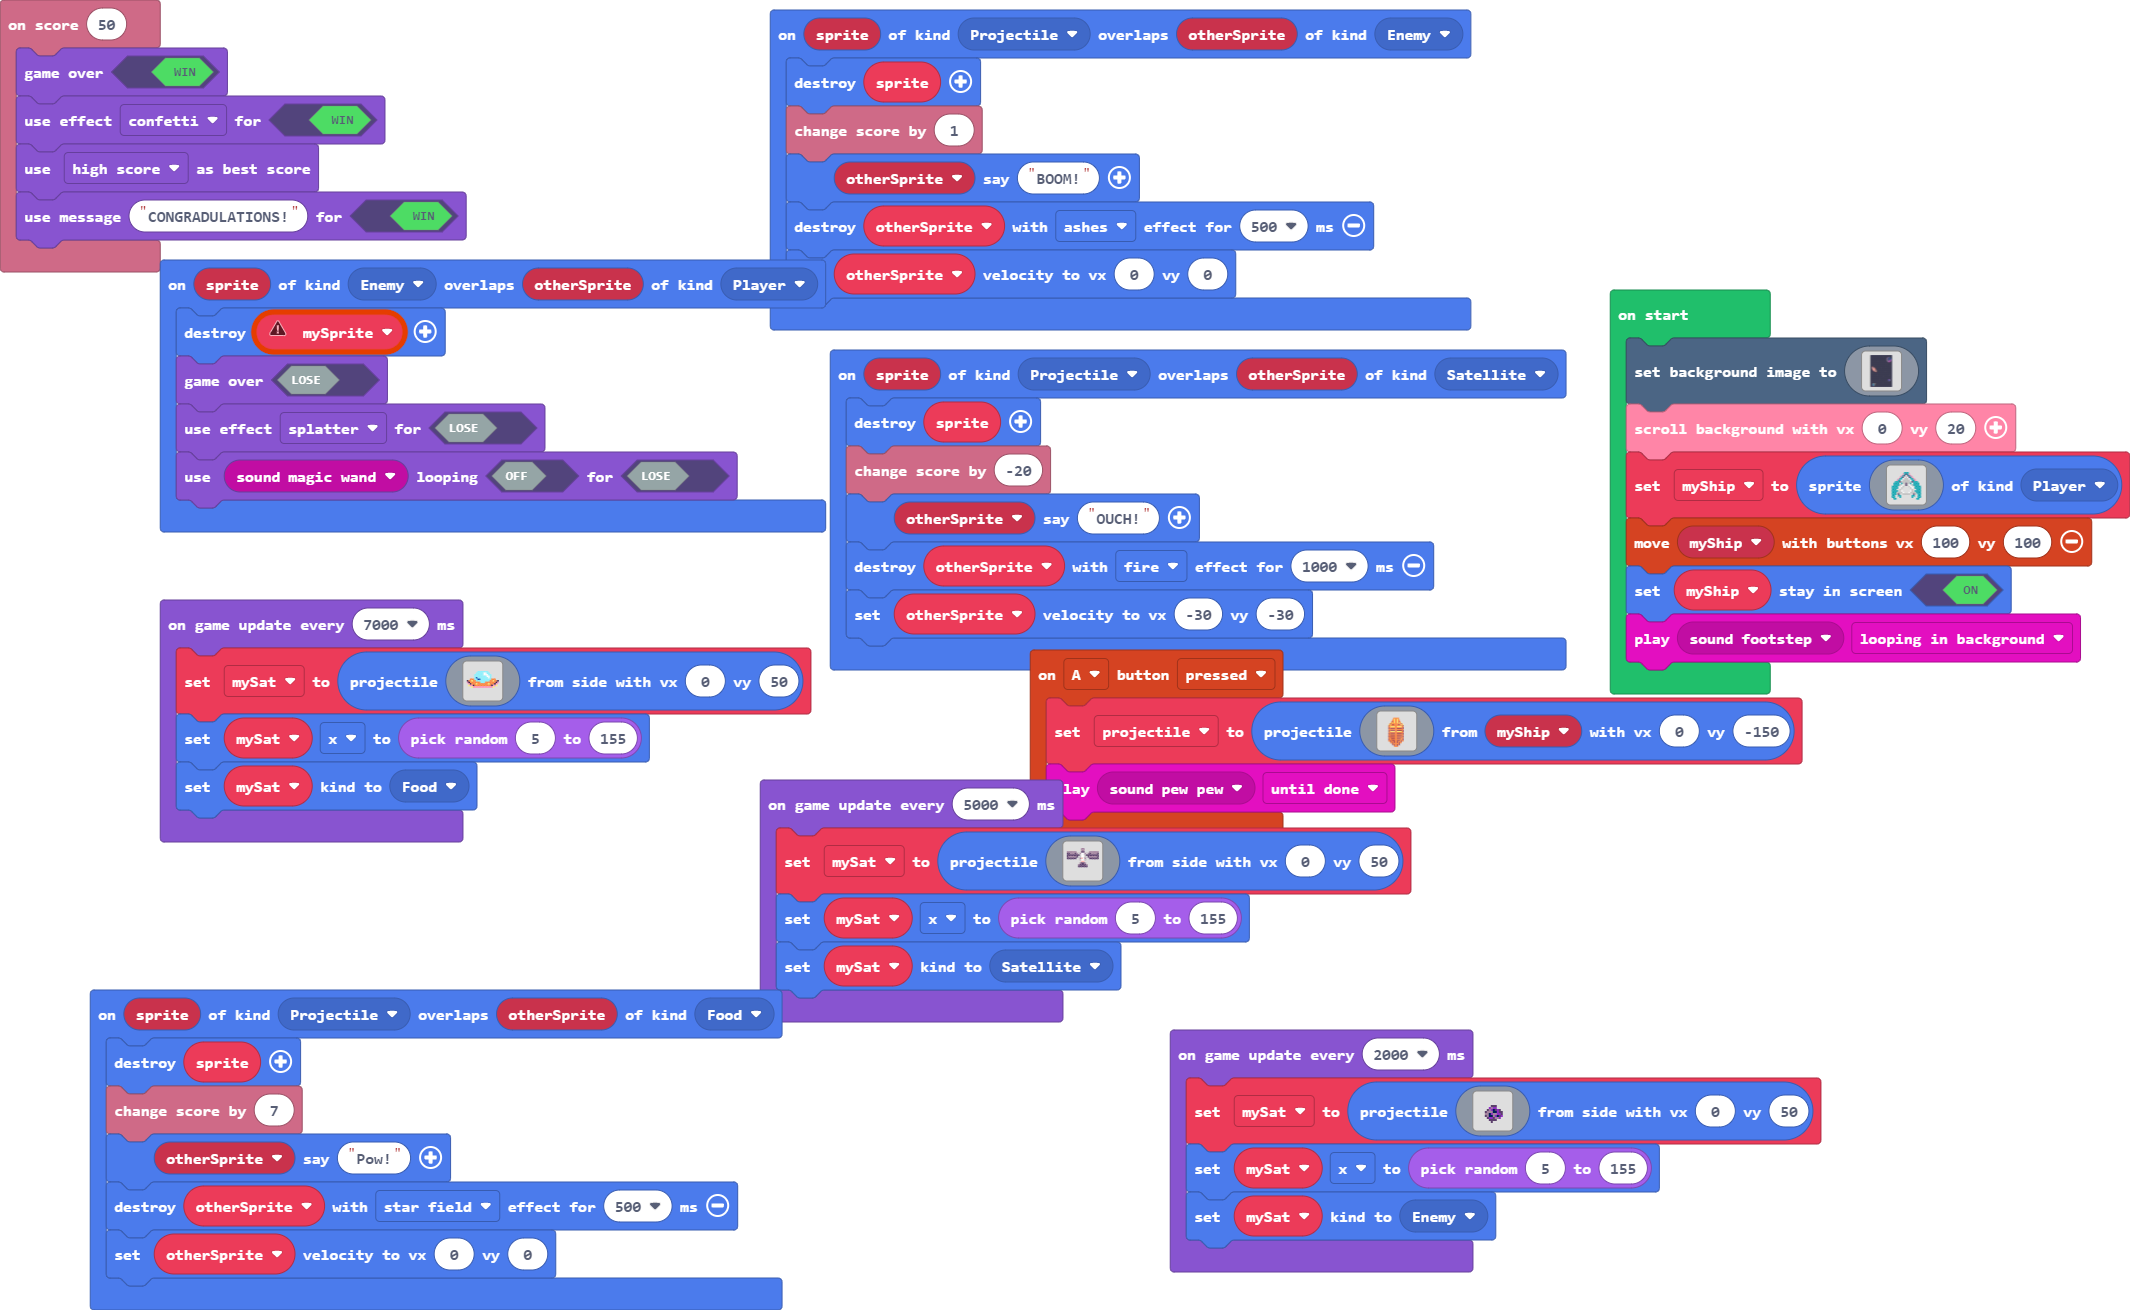 on score 50
game over WIN
use effect confetti for WIN
use high score as best score
use message "CONGRADULATIONS!" for WIN
on sprite of kind Projectile overlaps otherSprite of kind Enemy
destroy sprite
change score by 1
otherSprite say "BOOM!"
destroy otherSprite with ashes effect for 500 ms
otherSprite velocity to vx 0 vy 0
on sprite of kind Enemy overlaps otherSprite of kind Player
destroy mySprite
game over LOSE
use effect splatter for LOSE
use sound magic wand looping OFF for LOSE
on sprite of kind Projectile overlaps otherSprite of kind Satellite
destroy sprite
change score by -20
otherSprite say "OUCH!"
destroy otherSprite with fire effect for 1000 ms
set otherSprite velocity to vx -30 vy -30
on start
set background image to
scroll background with vx 0 vy 20
set myShip to sprite of kind Player
move myShip with buttons vx 100 vy 100
set myShip stay in screen ON
play sound footstep looping in background
on game update every 7000 ms
set mySat to projectile from side with vx 0 vy 50
set mySat x to pick random 5 to 155
set mySat kind to Food
on A button pressed
set projectile to projectile from myShip with vx 0 vy -150
lay sound pew pew until done
on game update every 5000 ms
set mySat to projectile from side with vx 0 vy 50
set mySat x to pick random 5 to 155
set mySat kind to Satellite
on sprite of kind Projectile overlaps otherSprite of kind Food
destroy sprite
change score by 7
otherSprite say "Pow!"
destroy otherSprite with star field effect for 500 ms
set otherSprite velocity to vx 0 vy 0
on game update every 2000 ms
set mySat to projectile from side with vx 0 vy 50
set mySat x to pick random 5 to 155
set mySat kind to Enemy